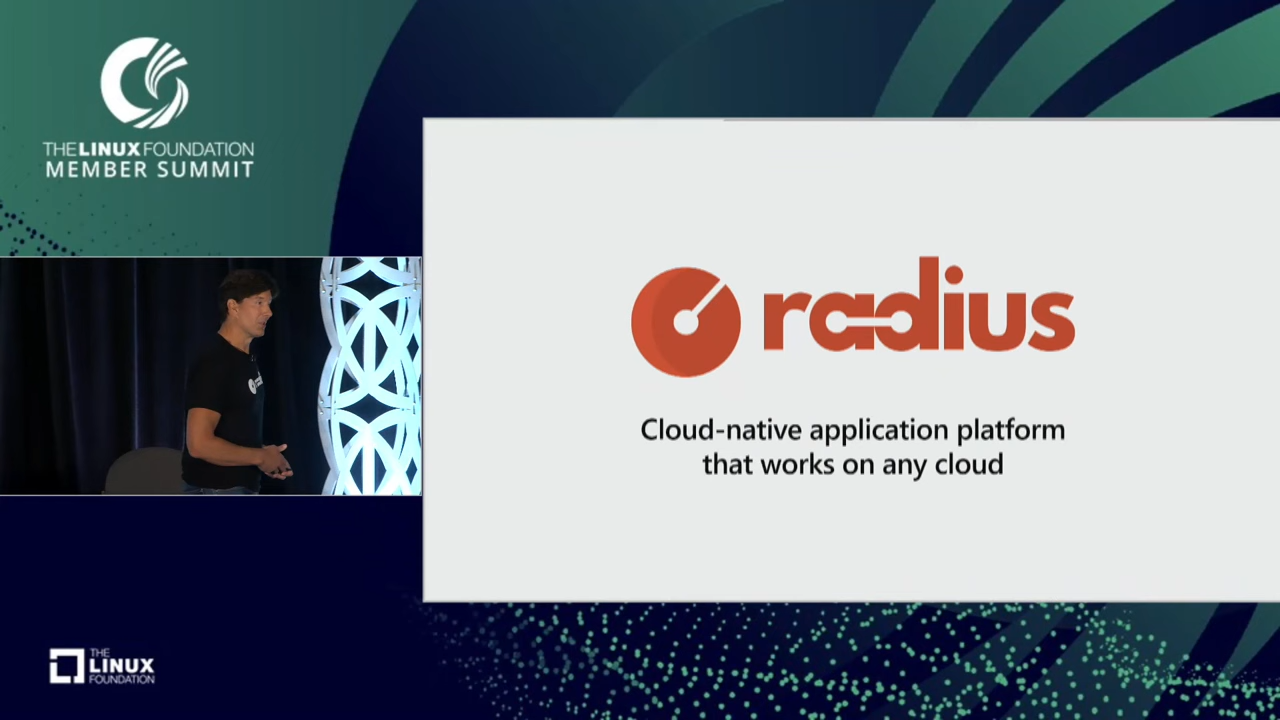 THE LINUX FOUNDATION
MEMBER SUMMIT
radius
Cloud-native application platform
that works on any cloud
THE
LINUX
FOUNDATION